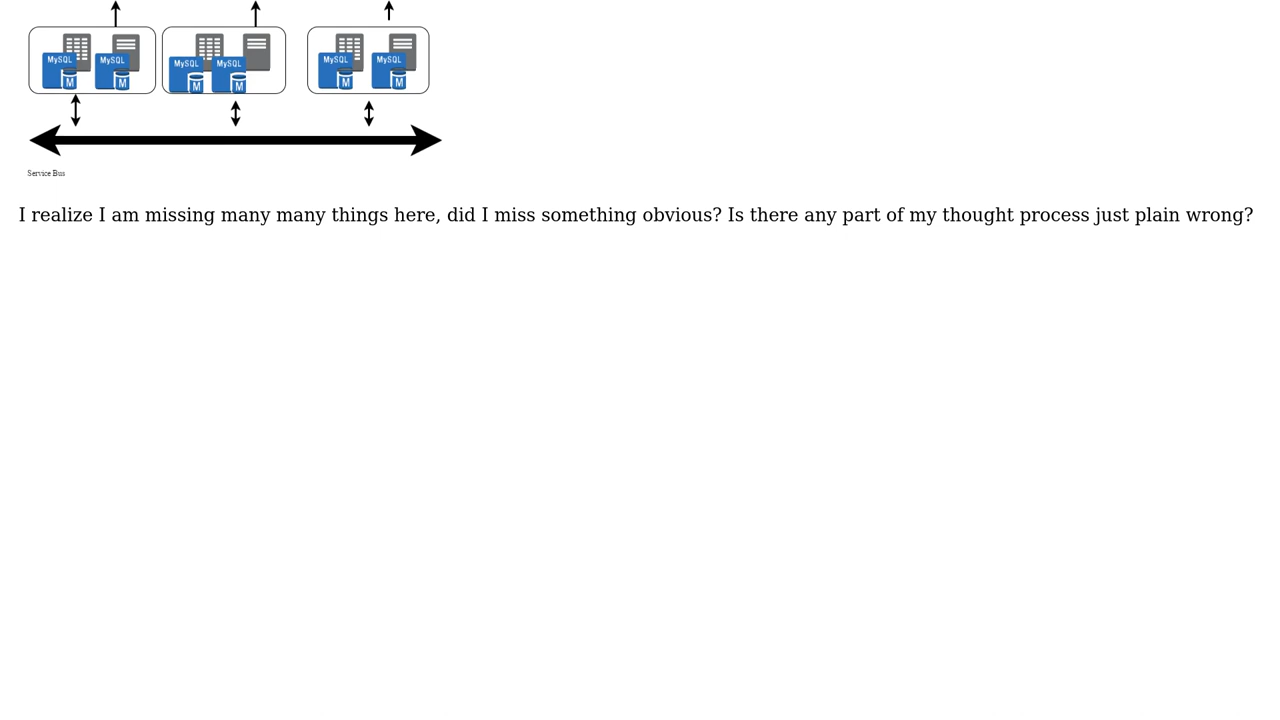 MySQL MySQL MySQL MySQL MySQL MySQL
M M M M M M
Service Bus
I realize I am missing many many things here, did I miss something obvious? Is there any part of my thought process just plain wrong?